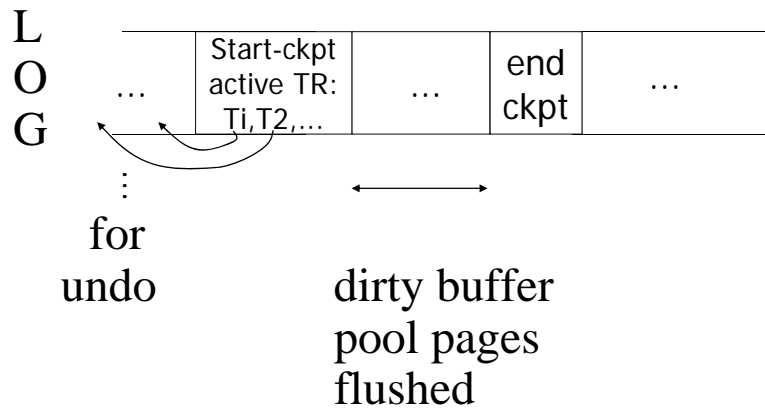 L
O
G
...
Start-ckpt
active TR:
Ti,T2,...
...
end
ckpt
...
...
for
undo
dirty buffer
pool pages
flushed